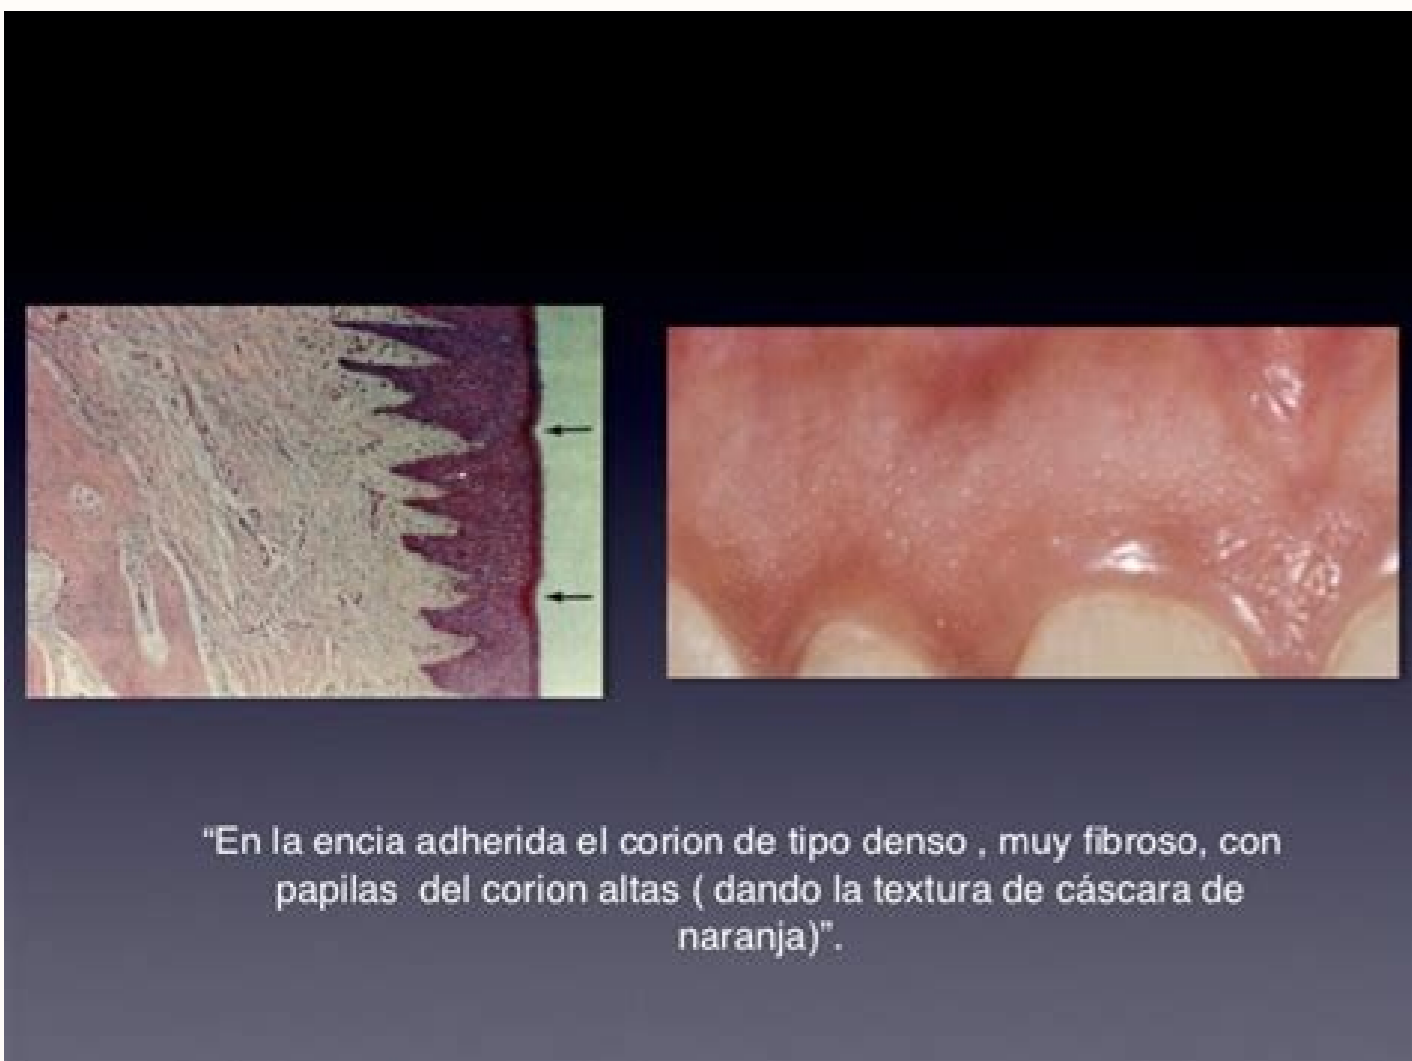 “En la encia adherida el corion de tipo denso , muy fibroso, con
papilas  del corion altas ( dando la textura de cáscara de
naranja)”.